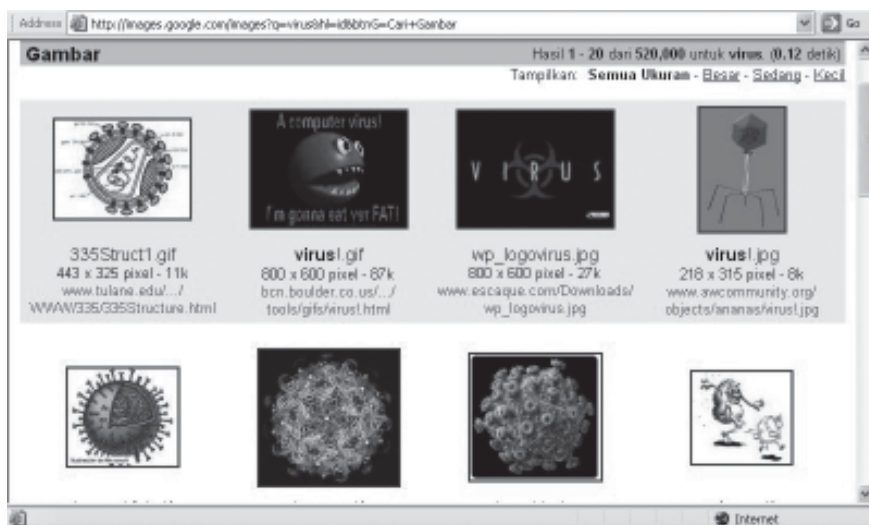 Address http://images.google.com/images?q=virus&hl=id&btnG=Cari+Gambar Go
Gambar Hasil 1 - 20 dari 520,000 untuk virus. (0.12 detik)
Tampilkan: Semua Ukuran - Besar - Sedang - Kecil
A computer virus!
I'm gonna eat yer FAT!
V I R U S
335Struct1.gif
443 x 325 pixel - 11k
www.tulane.edu/.../
WWW/335/335Structure.html
virus!.gif
800 x 600 pixel - 87k
bcn.boulder.co.us/.../
tools/gifs/virus!.html
wp_logovirus.jpg
800 x 600 pixel - 27k
www.escaque.com/Downloads/
wp_logovirus.jpg
virus!.jpg
218 x 315 pixel - 8k
www.awcommunity.org/
objects/ananas/virus!.jpg
Internet